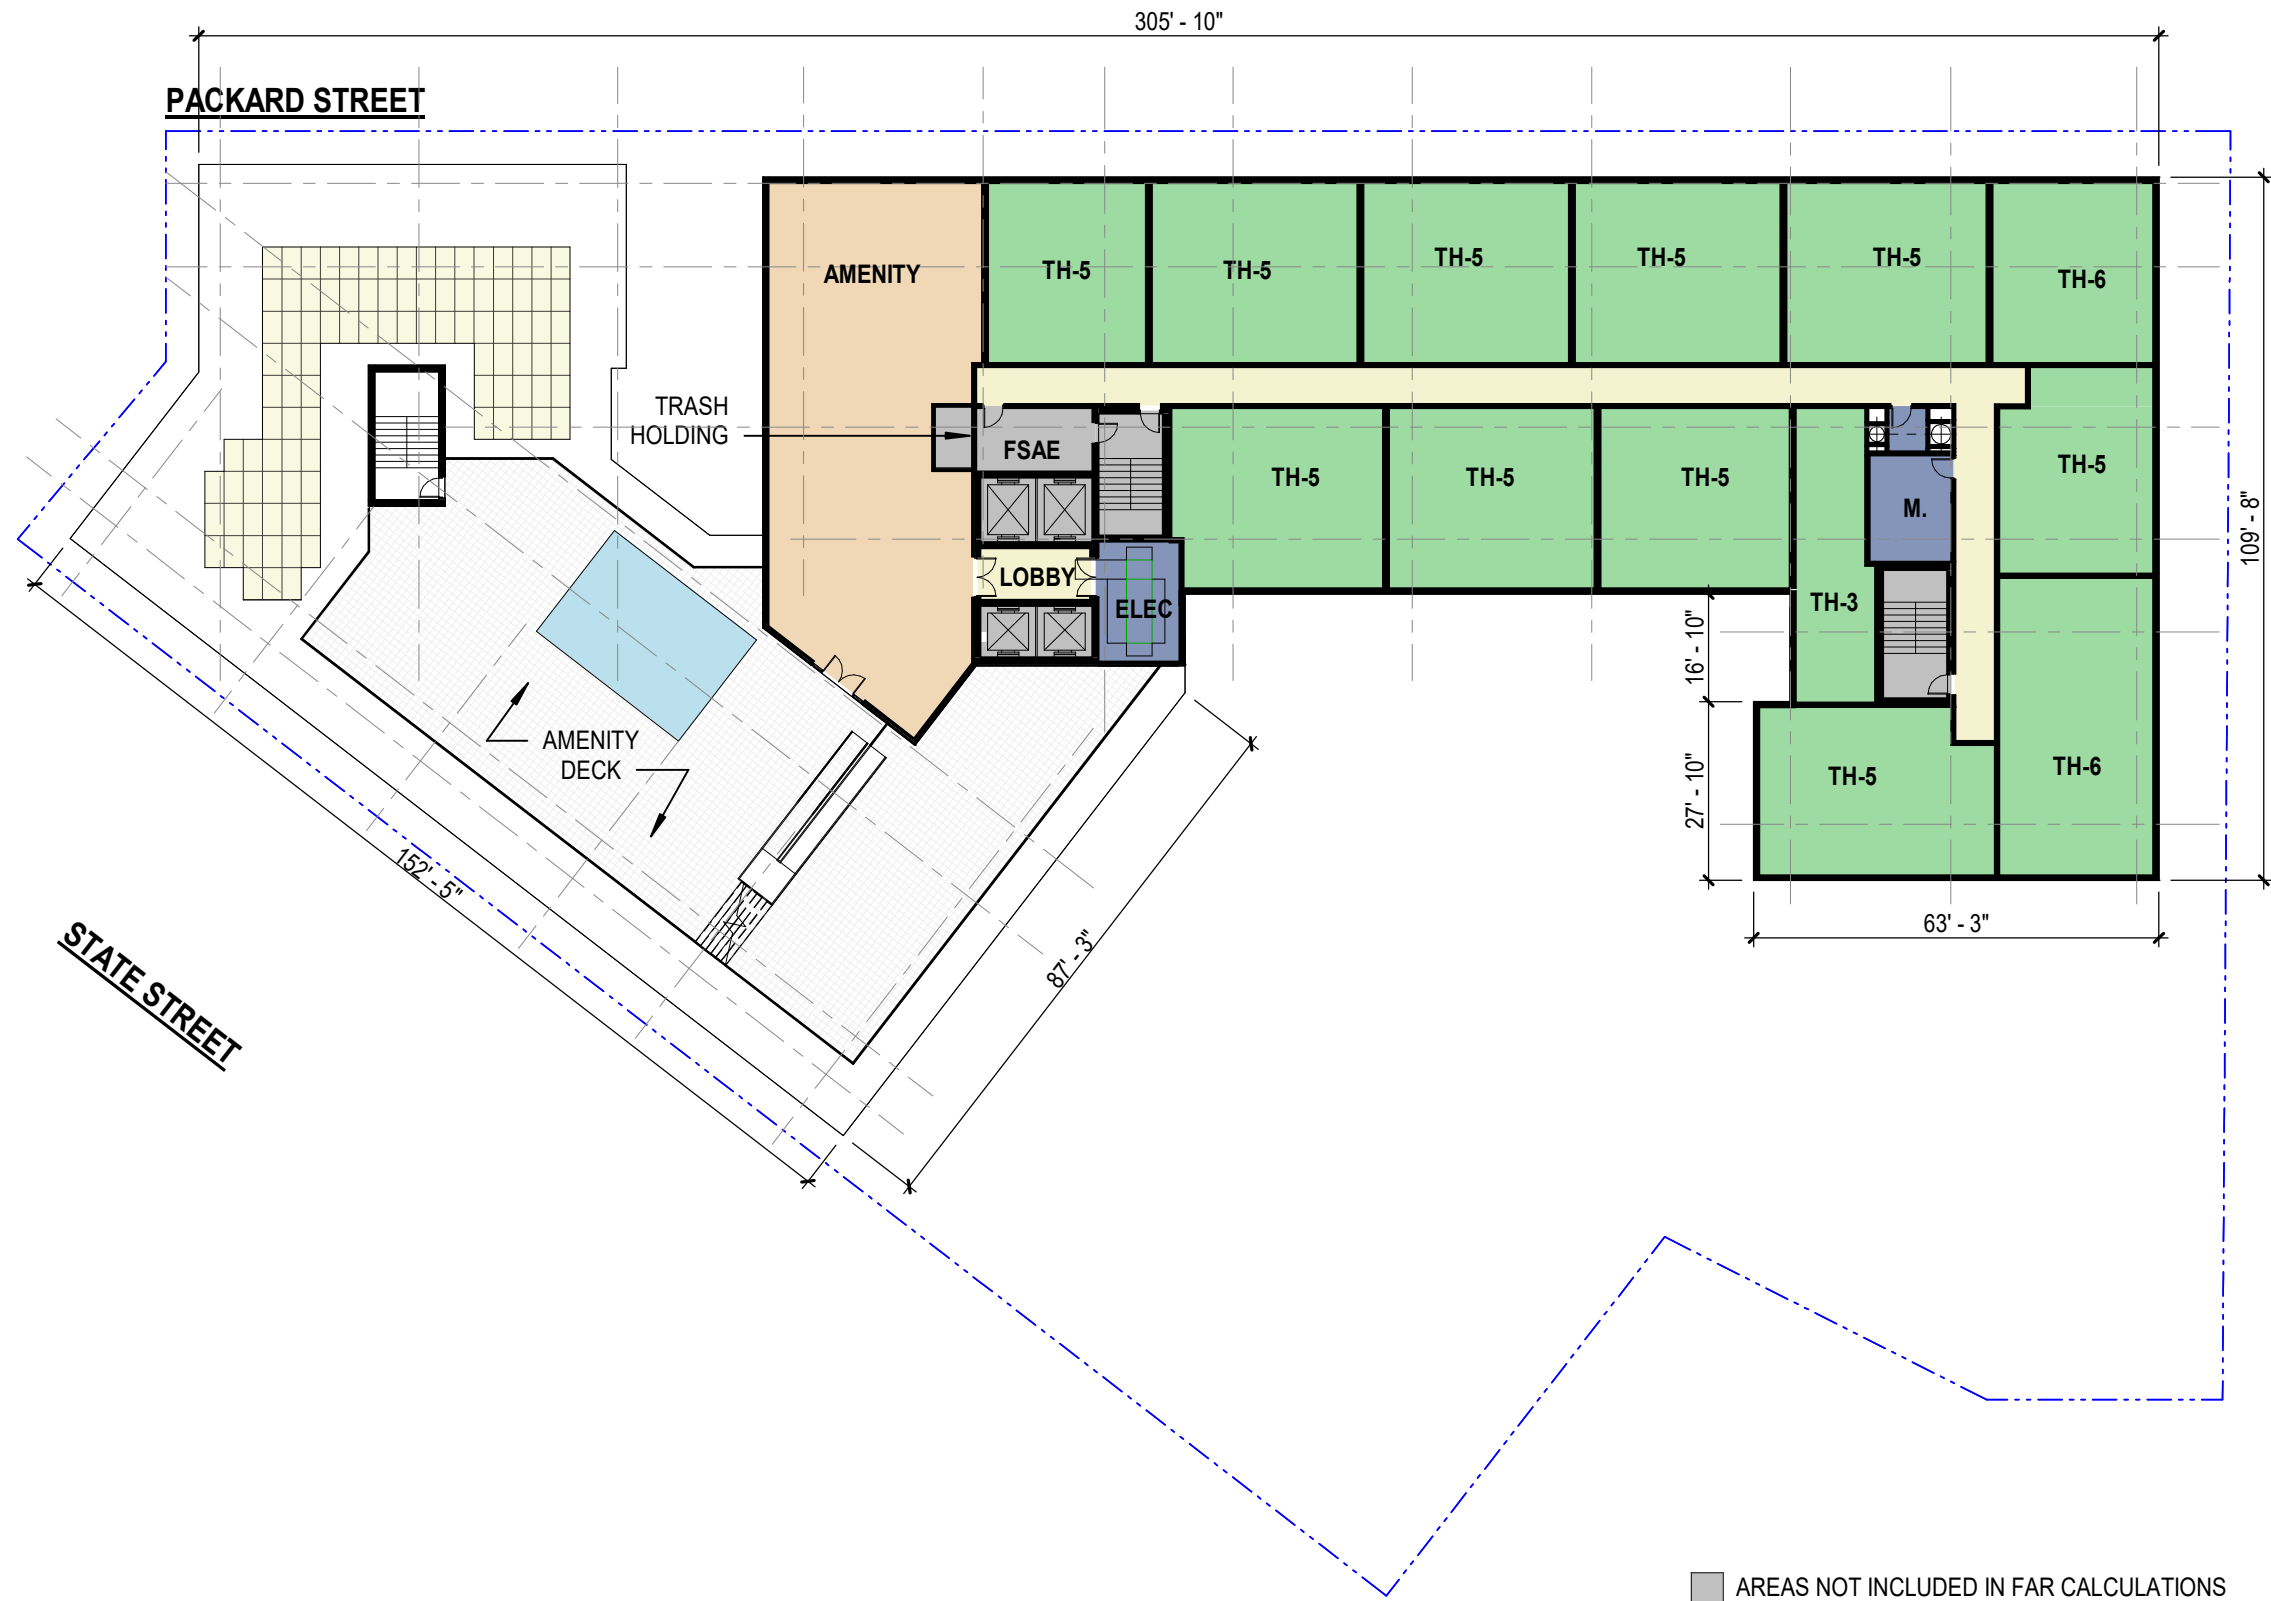 305' - 10"
PACKARD STREET
AMENITY
TH-5
TH-5
TH-5
TH-5
TH-5
TH-6
TRASH
HOLDING
FSAE
TH-5
TH-5
TH-5
TH-5
M.
109' - 8"
LOBBY
ELEC
TH-3
16' - 10"
AMENITY
DECK
TH-5
TH-6
27' - 10"
152' - 5"
63' - 3"
87' - 3"
STATE STREET
AREAS NOT INCLUDED IN FAR CALCULATIONS